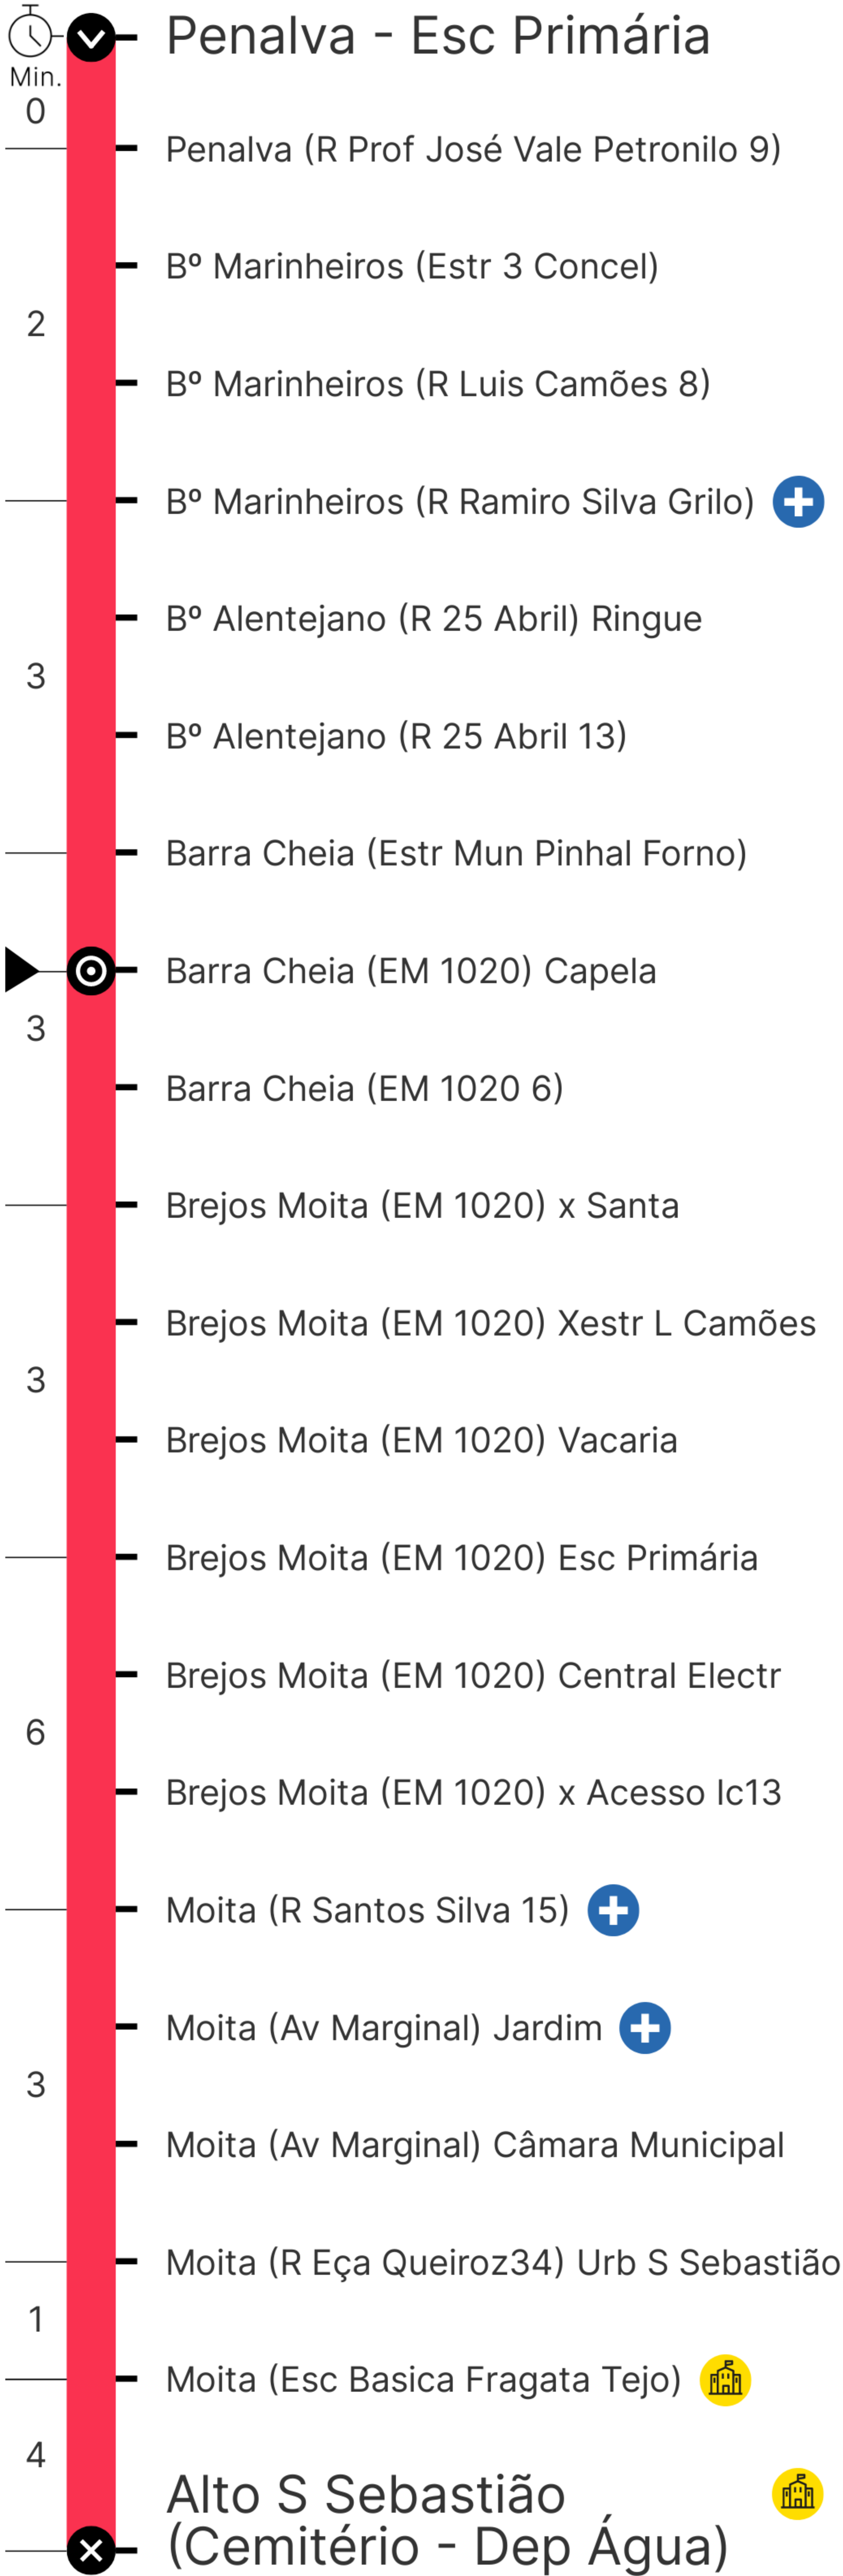 Penalva - Esc Primária
Min.
0
Penalva (R Prof José Vale Petronilo 9)
Bº Marinheiros (Estr 3 Concel)
2
Bº Marinheiros (R Luis Camões 8)
Bº Marinheiros (R Ramiro Silva Grilo)
Bº Alentejano (R 25 Abril) Ringue
3
Bº Alentejano (R 25 Abril 13)
Barra Cheia (Estr Mun Pinhal Forno)
Barra Cheia (EM 1020) Capela
3
Barra Cheia (EM 1020 6)
Brejos Moita (EM 1020) x Santa
Brejos Moita (EM 1020) Xestr L Camões
3
Brejos Moita (EM 1020) Vacaria
Brejos Moita (EM 1020) Esc Primária
Brejos Moita (EM 1020) Central Electr
6
Brejos Moita (EM 1020) x Acesso Ic13
Moita (R Santos Silva 15)
Moita (Av Marginal) Jardim
3
Moita (Av Marginal) Câmara Municipal
Moita (R Eça Queiroz34) Urb S Sebastião
1
Moita (Esc Basica Fragata Tejo)
4
Alto S Sebastião
(Cemitério - Dep Água)